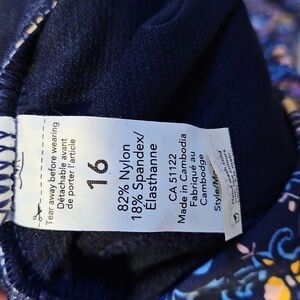 Tear away before wearing
Détachable avant
de porter l'article
16
82% Nylon
18% Spandex/
Élasthanne
CA 51122
Made in Cambodia
Fabriqué au
Cambodge